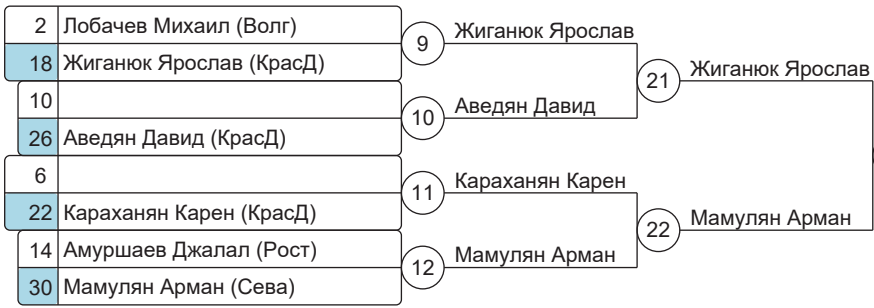 2 Лобачев Михаил (Волг)
18 Жиганюк Ярослав (КрасД)
9 Жиганюк Ярослав
10
26 Аведян Давид (КрасД)
10 Аведян Давид
21 Жиганюк Ярослав
6
22 Караханян Карен (КрасД)
11 Караханян Карен
14 Амуршаев Джалал (Рост)
30 Мамулян Арман (Сева)
12 Мамулян Арман
22 Мамулян Арман